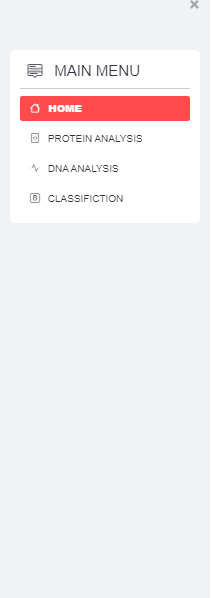 MAIN MENU
HOME
PROTEIN ANALYSIS
DNA ANALYSIS
CLASSIFICTION